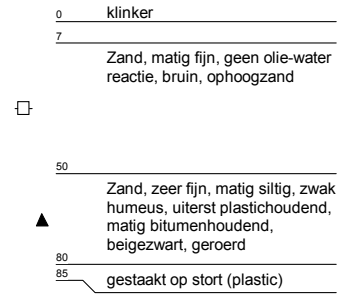 0 klinker
7
Zand, matig fijn, geen olie-water
reactie, bruin, ophoogzand
50
Zand, zeer fijn, matig siltig, zwak
humeus, uiterst plastichoudend,
matig bitumenhoudend,
beigezwart, geroerd
80
85 gestaakt op stort (plastic)